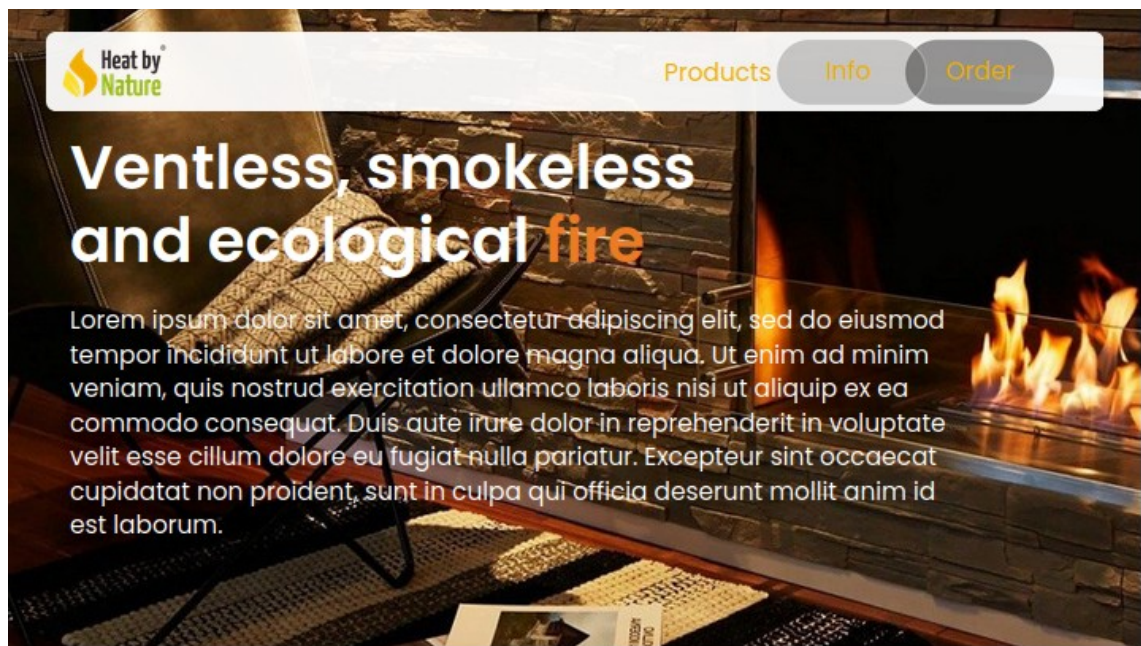 Heat by®
Nature
Products
Info
Order
Ventless, smokeless
and ecological fire
Lorem ipsum dolor sit amet, consectetur adipiscing elit, sed do eiusmod
tempor incididunt ut labore et dolore magna aliqua. Ut enim ad minim
veniam, quis nostrud exercitation ullamco laboris nisi ut aliquip ex ea
commodo consequat. Duis aute irure dolor in reprehenderit in voluptate
velit esse cillum dolore eu fugiat nulla pariatur. Excepteur sint occaecat
cupidatat non proident, sunt in culpa qui officia deserunt mollit anim id
est laborum.